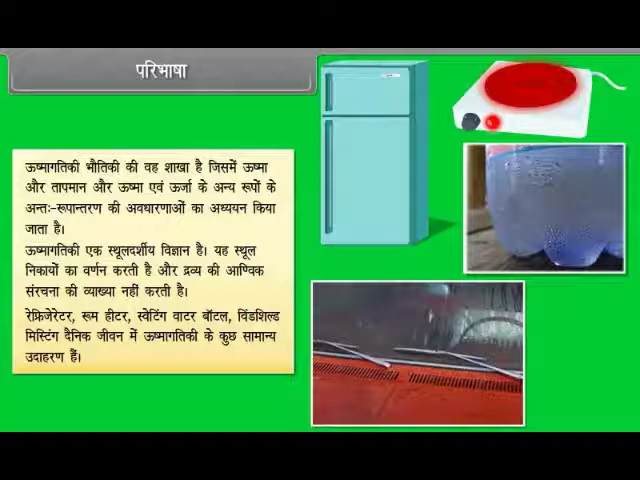 परिभाषा
ऊष्मागतिकी भौतिकी की वह शाखा है जिसमें ऊष्मा
और तापमान और ऊष्मा एवं ऊर्जा के अन्य रूपों के
अन्तः-रूपान्तरण की अवधारणाओं का अध्ययन किया
जाता है।
ऊष्मागतिकी एक स्थूलदर्शीय विज्ञान है। यह स्थूल
निकायों का वर्णन करती है और द्रव्य की आण्विक
संरचना की व्याख्या नहीं करती है।
रेफ्रिजेरेटर, रूम हीटर, स्वेटिंग वाटर बॉटल, विंडशिल्ड
मिस्टिंग दैनिक जीवन में ऊष्मागतिकी के कुछ सामान्य
उदाहरण हैं।